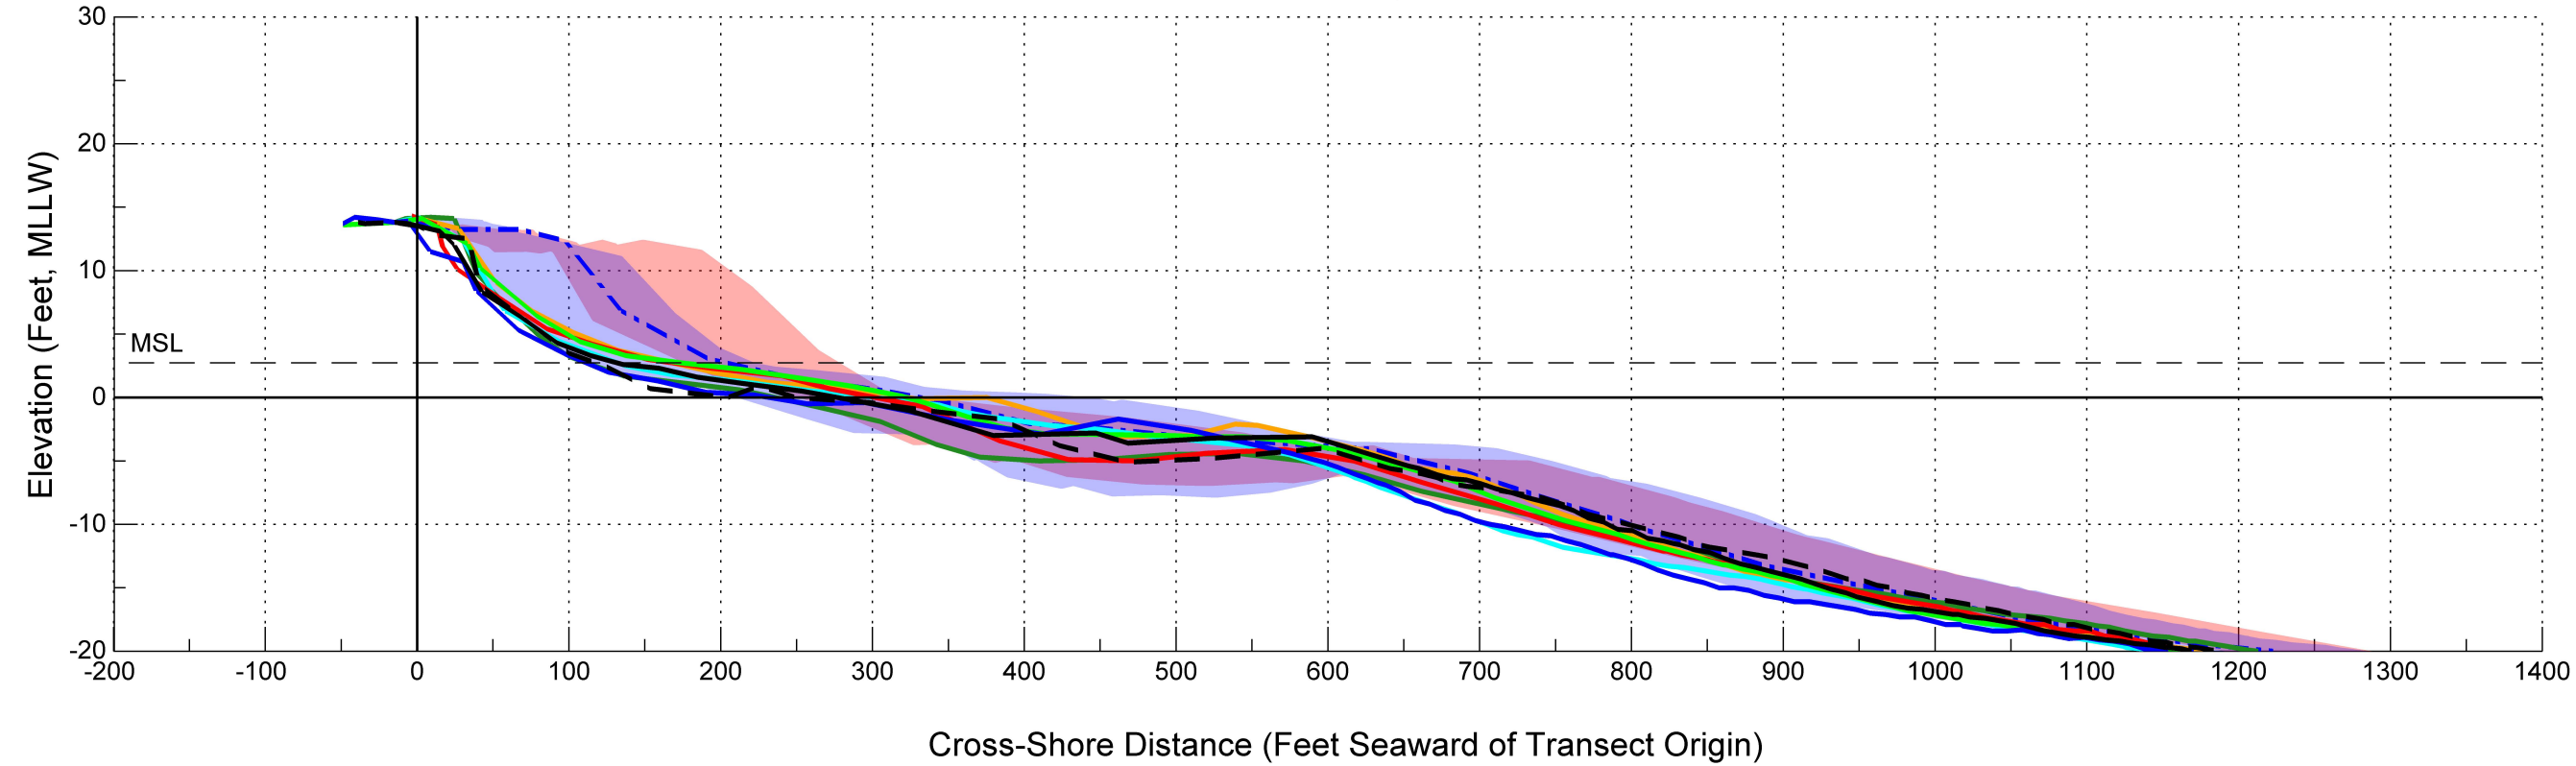 30
20
10
0
-10
-20
Elevation (Feet, MLLW)
MSL
-200 -100 0 100 200 300 400 500 600 700 800 900 1000 1100 1200 1300 1400
Cross-Shore Distance (Feet Seaward of Transect Origin)